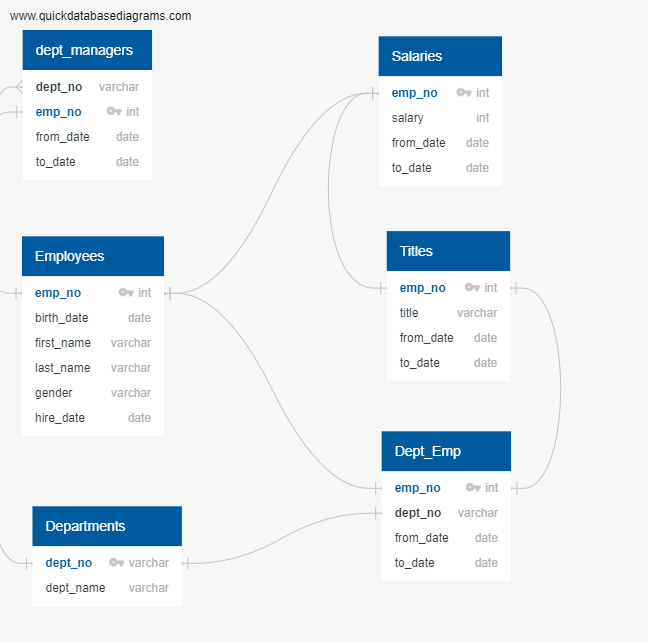 www.quickdatabasediagrams.com
dept_managers
dept_no varchar
emp_no int
from_date date
to_date date
Salaries
emp_no int
salary int
from_date date
to_date date
Employees
emp_no int
birth_date date
first_name varchar
last_name varchar
gender varchar
hire_date date
Titles
emp_no int
title varchar
from_date date
to_date date
Dept_Emp
emp_no int
dept_no varchar
from_date date
to_date date
Departments
dept_no varchar
dept_name varchar